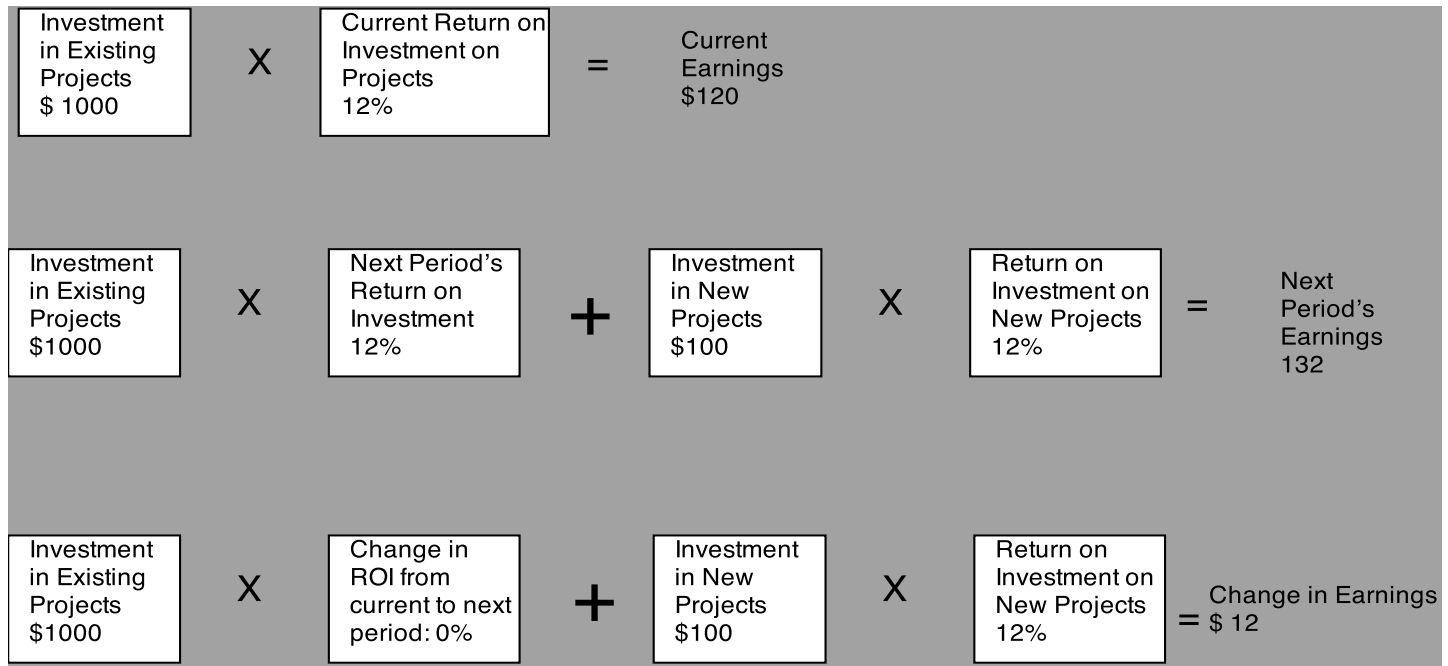 Investment
in Existing
Projects
$ 1000
X
Current Return on
Investment on
Projects
12%
=
Current
Earnings
$120
Investment
in Existing
Projects
$1000
X
Next Period's
Return on
Investment
12%
+
Investment
in New
Projects
$100
X
Return on
Investment on
New Projects
12%
=
Next
Period's
Earnings
132
Investment
in Existing
Projects
$1000
X
Change in
ROI from
current to next
period: 0%
+
Investment
in New
Projects
$100
X
Return on
Investment on
New Projects
12%
=
Change in Earnings
$ 12